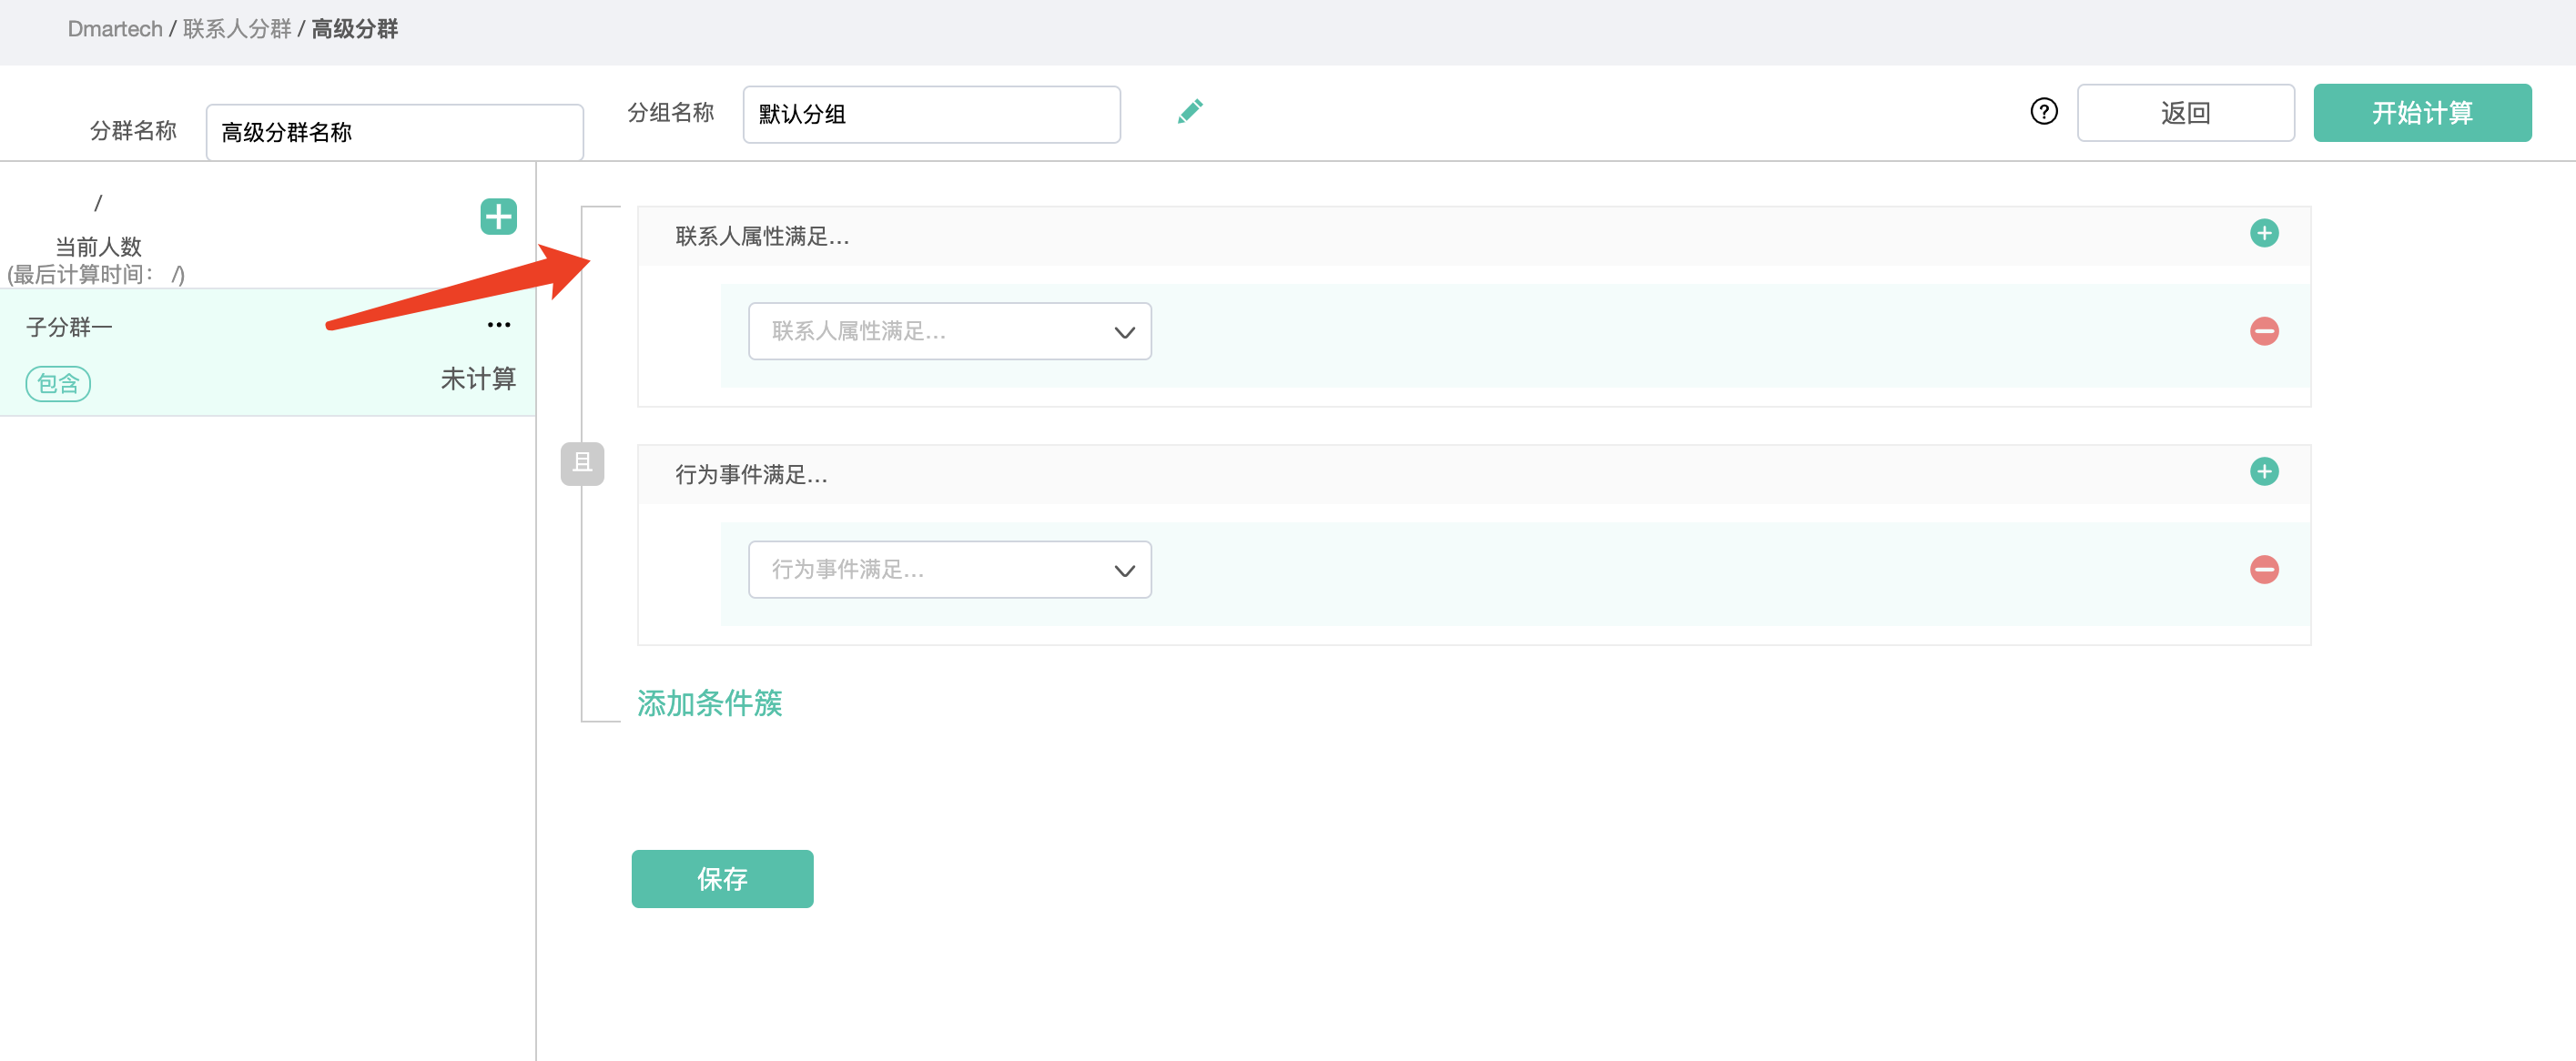 Dmartech / 联系人分群 / 高级分群
分群名称 高级分群名称 分组名称 默认分组 返回 开始计算
/
当前人数
(最后计算时间： /)
子分群一
包含 未计算
联系人属性满足...
联系人属性满足...
且
行为事件满足...
行为事件满足...
添加条件簇
保存